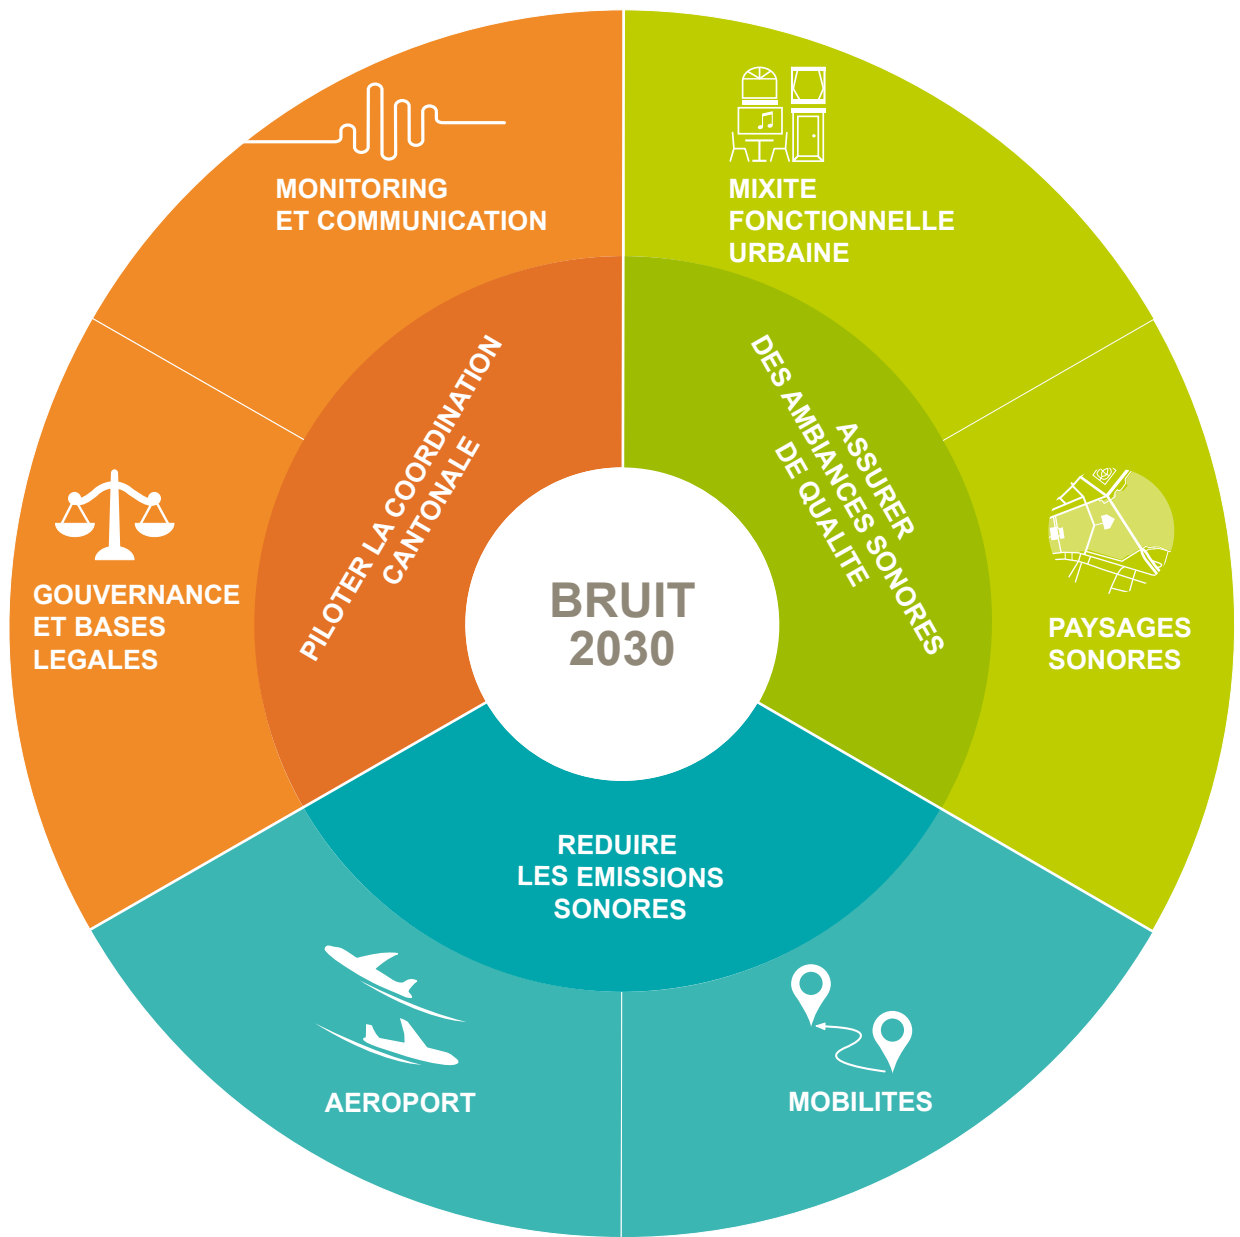 MONITORING
ET COMMUNICATION
MIXITE
FONCTIONNELLE
URBAINE
PILOTER LA COORDINATION
CANTONALE
ASSURER
DES AMBIANCES SONORES
DE QUALITE
GOUVERNANCE
ET BASES
LEGALES
BRUIT
2030
PAYSAGES
SONORES
REDUIRE
LES EMISSIONS
SONORES
AEROPORT
MOBILITES